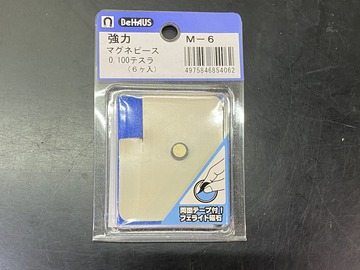 BeHAUS
強力 M-6
マグネピース
0.100テスラ
(6ヶ入)
4975846854062
両面テープ付!
フェライト磁石